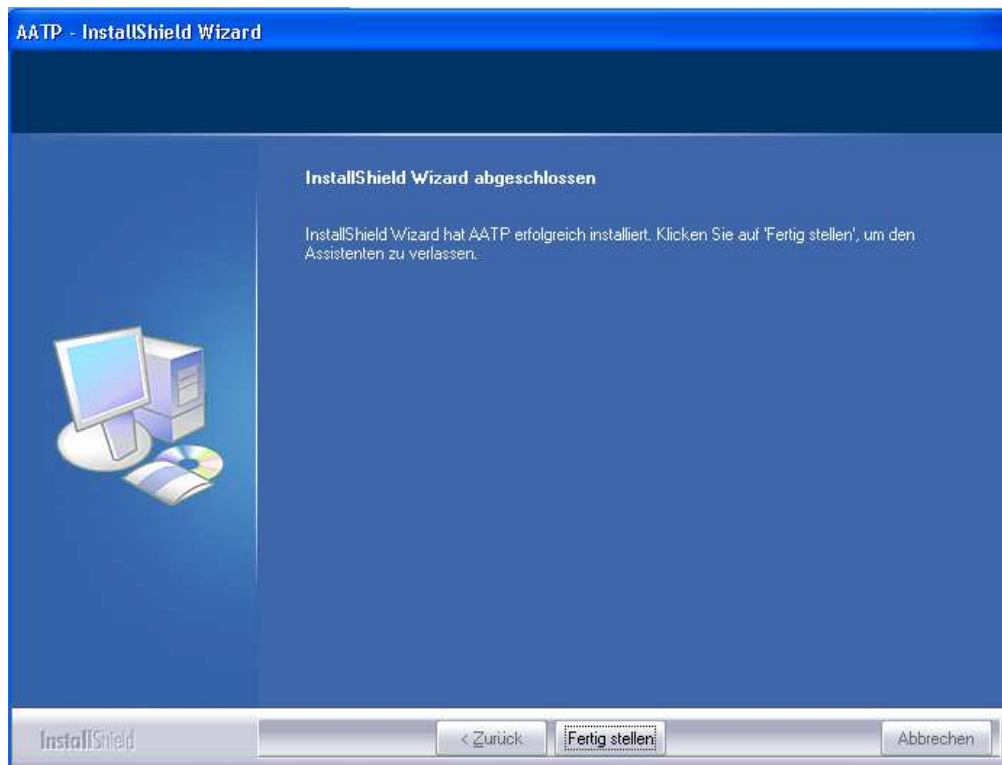 AATP - InstallShield Wizard
InstallShield Wizard abgeschlossen
InstallShield Wizard hat AATP erfolgreich installiert. Klicken Sie auf 'Fertig stellen', um den
Assistenten zu verlassen.
InstallShield
< Zurück
Fertig stellen
Abbrechen